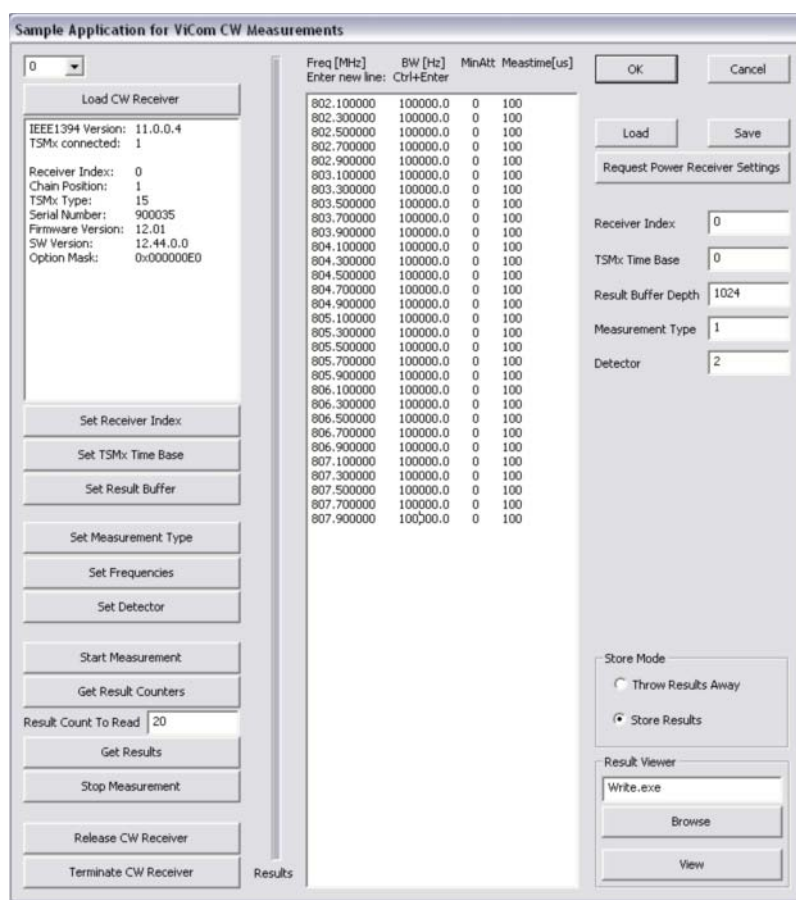 Sample Application for ViCom CW Measurements
0
Load CW Receiver
IEEE1394 Version: 11.0.0.4
TSMx connected: 1
Receiver Index: 0
Chain Position: 1
TSMx Type: 15
Serial Number: 900035
Firmware Version: 12.01
SW Version: 12.44.0.0
Option Mask: 0x000000E0
Set Receiver Index
Set TSMx Time Base
Set Result Buffer
Set Measurement Type
Set Frequencies
Set Detector
Start Measurement
Get Result Counters
Result Count To Read 20
Get Results
Stop Measurement
Release CW Receiver
Terminate CW Receiver
Results
Freq [MHz] BW [Hz] MinAtt Meastime[us]
Enter new line: Ctrl+Enter
802.100000 100000.0 0 100
802.300000 100000.0 0 100
802.500000 100000.0 0 100
802.700000 100000.0 0 100
802.900000 100000.0 0 100
803.100000 100000.0 0 100
803.300000 100000.0 0 100
803.500000 100000.0 0 100
803.700000 100000.0 0 100
803.900000 100000.0 0 100
804.100000 100000.0 0 100
804.300000 100000.0 0 100
804.500000 100000.0 0 100
804.700000 100000.0 0 100
804.900000 100000.0 0 100
805.100000 100000.0 0 100
805.300000 100000.0 0 100
805.500000 100000.0 0 100
805.700000 100000.0 0 100
805.900000 100000.0 0 100
806.100000 100000.0 0 100
806.300000 100000.0 0 100
806.500000 100000.0 0 100
806.700000 100000.0 0 100
806.900000 100000.0 0 100
807.100000 100000.0 0 100
807.300000 100000.0 0 100
807.500000 100000.0 0 100
807.700000 100000.0 0 100
807.900000 100000.0 0 100
OK Cancel
Load Save
Request Power Receiver Settings
Receiver Index 0
TSMx Time Base 0
Result Buffer Depth 1024
Measurement Type 1
Detector 2
Store Mode
Throw Results Away
Store Results
Result Viewer
Write.exe
Browse
View